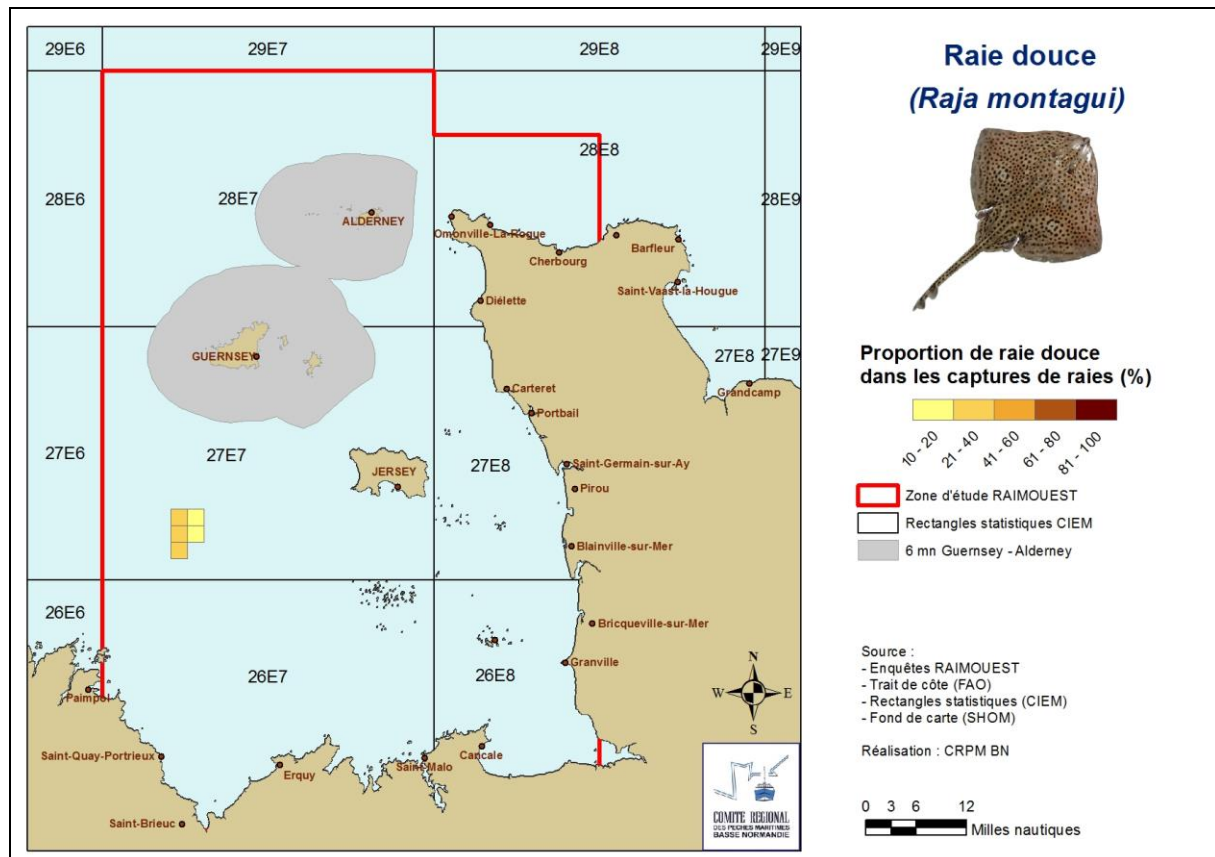 29E6
29E7
29E8
29E9
28E8
28E6
28E7
28E9
ALDERNEY
Omonville-La-Rogue
Cherbourg
Barfleur
Saint-Vaast-la-Hougue
Diélette
GUERNSEY
27E8
27E9
Grandcamp
Carteret
Portbail
27E6
27E7
27E8
JERSEY
Saint-Germain-sur-Ay
Pirou
Blainville-sur-Mer
26E6
Bricqueville-sur-Mer
Granville
26E7
26E8
Paimpol
Saint-Quay-Portrieux
Erquy
Saint-Malo
Cancale
Saint-Brieuc
N
W
E
S
COMITE REGIONAL
DES PECHES MARITIMES
BASSE NORMANDIE
Raie douce
(Raja montagui)
Proportion de raie douce
dans les captures de raies (%)
10 - 20
21 - 40
41 - 60
61 - 80
81 - 100
Zone d'étude RAIMOUEST
Rectangles statistiques CIEM
6 mn Guernsey - Alderney
Source :
- Enquêtes RAIMOUEST
- Trait de côte (FAO)
- Rectangles statistiques (CIEM)
- Fond de carte (SHOM)
Réalisation : CRPM BN
0 3 6 12
Milles nautiques